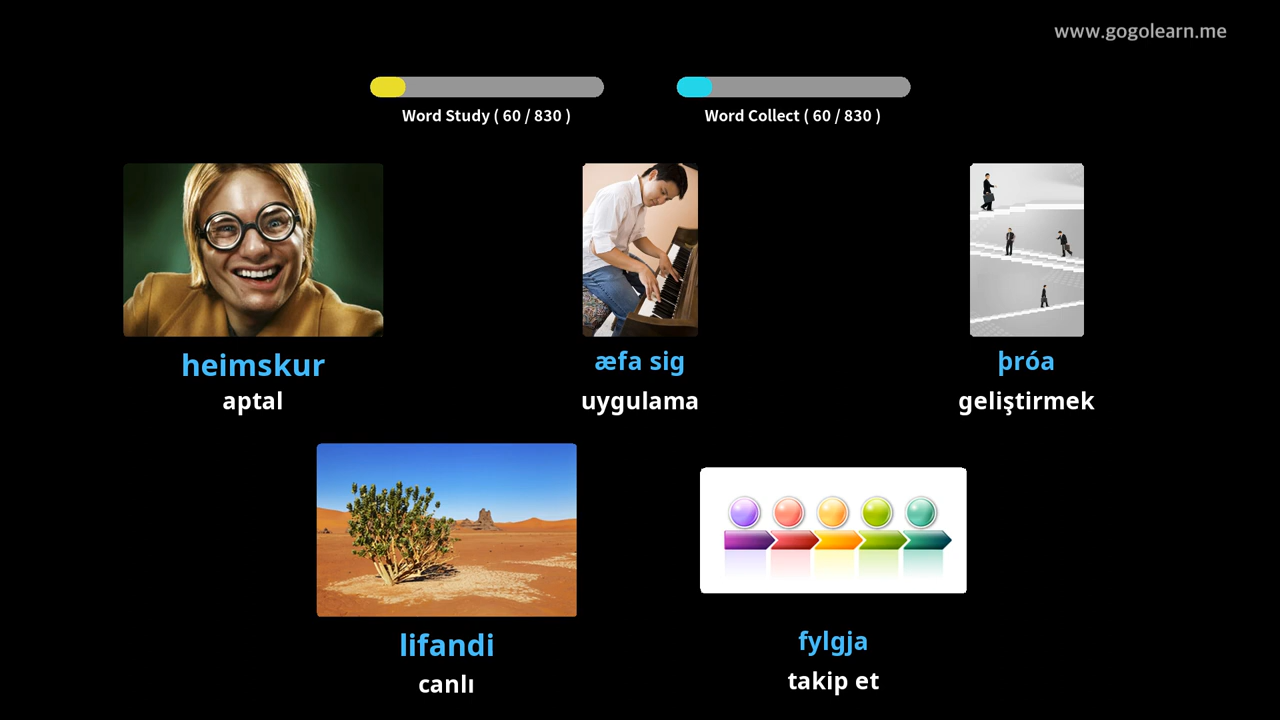 www.gogolearn.me
Word Study ( 60 / 830 )
Word Collect ( 60 / 830 )
heimskur
aptal
æfa sig
uygulama
þróa
geliştirmek
lifandi
canlı
fylgja
takip et